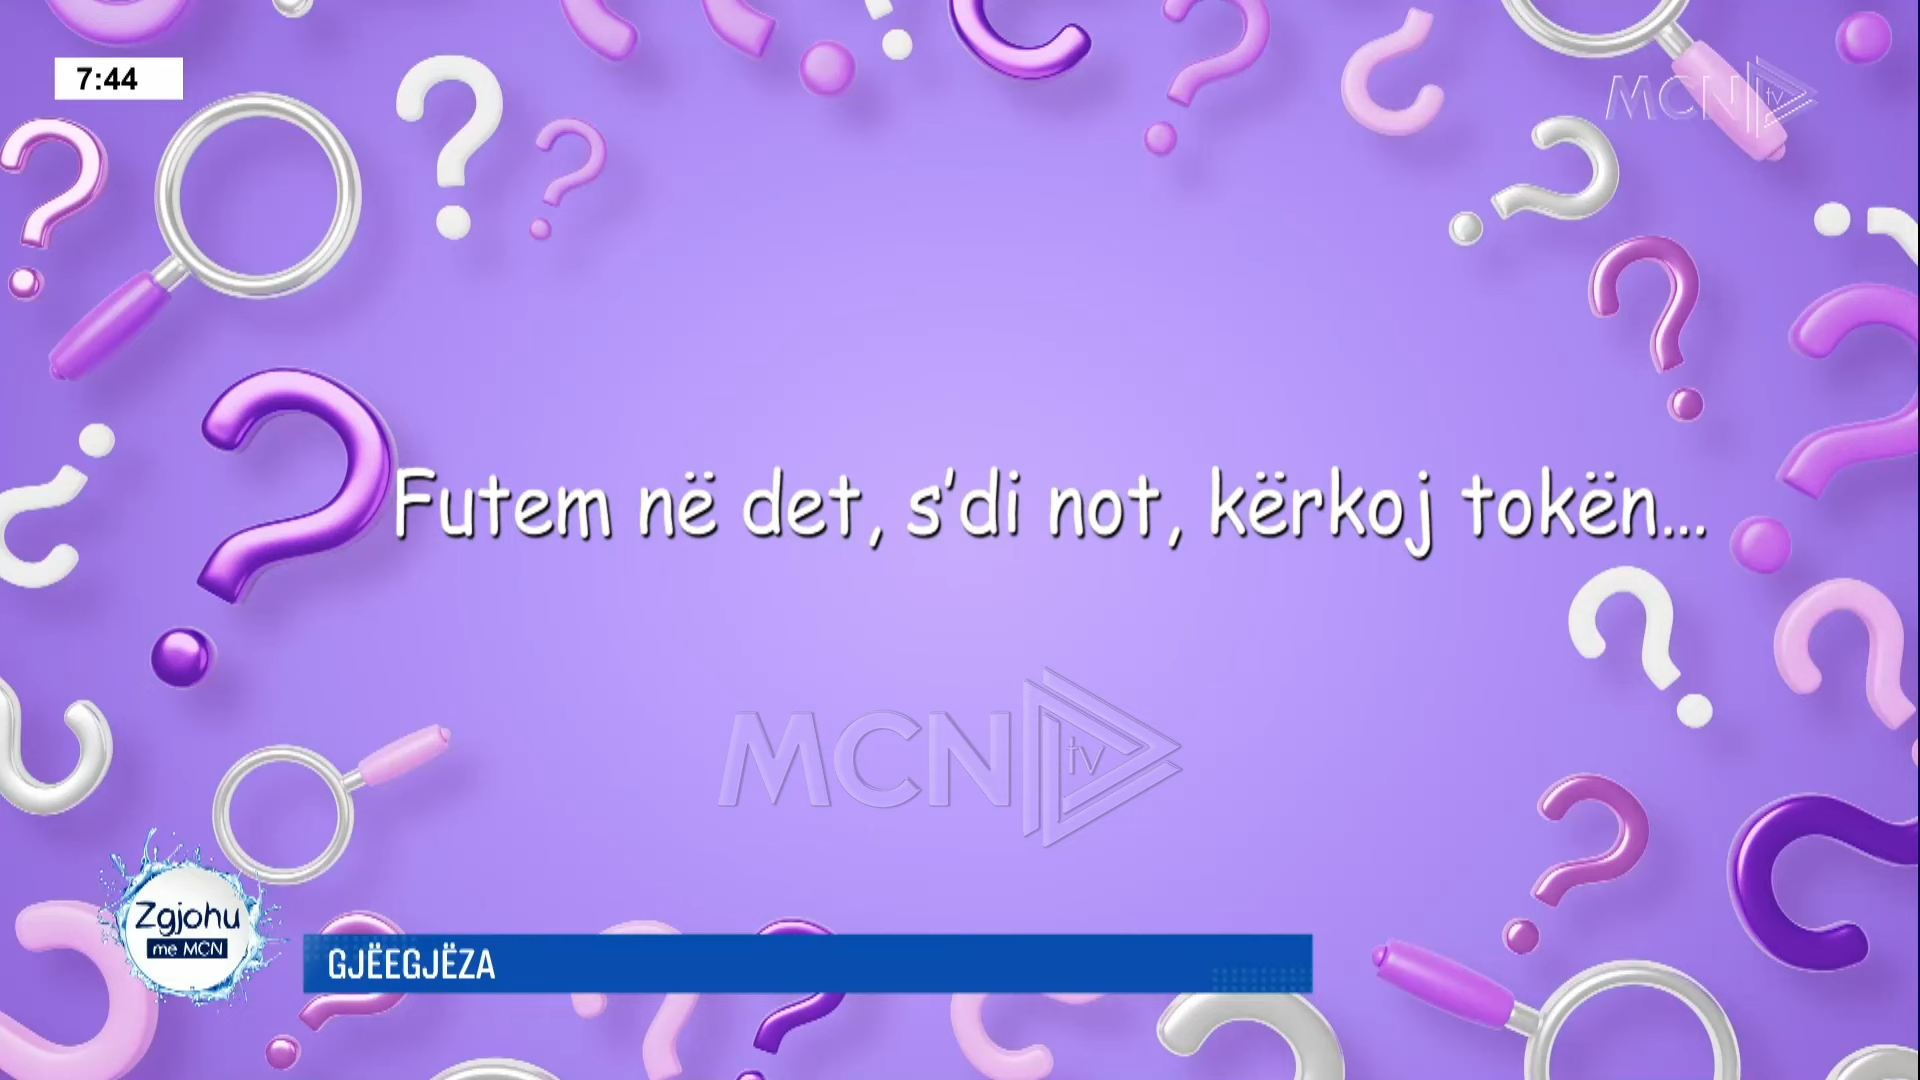 7:44
MCN tv
Futem në det, s'di not, kërkoj tokën...
MCN tv
Zgjohu
me MCN
GJËEGJËZA